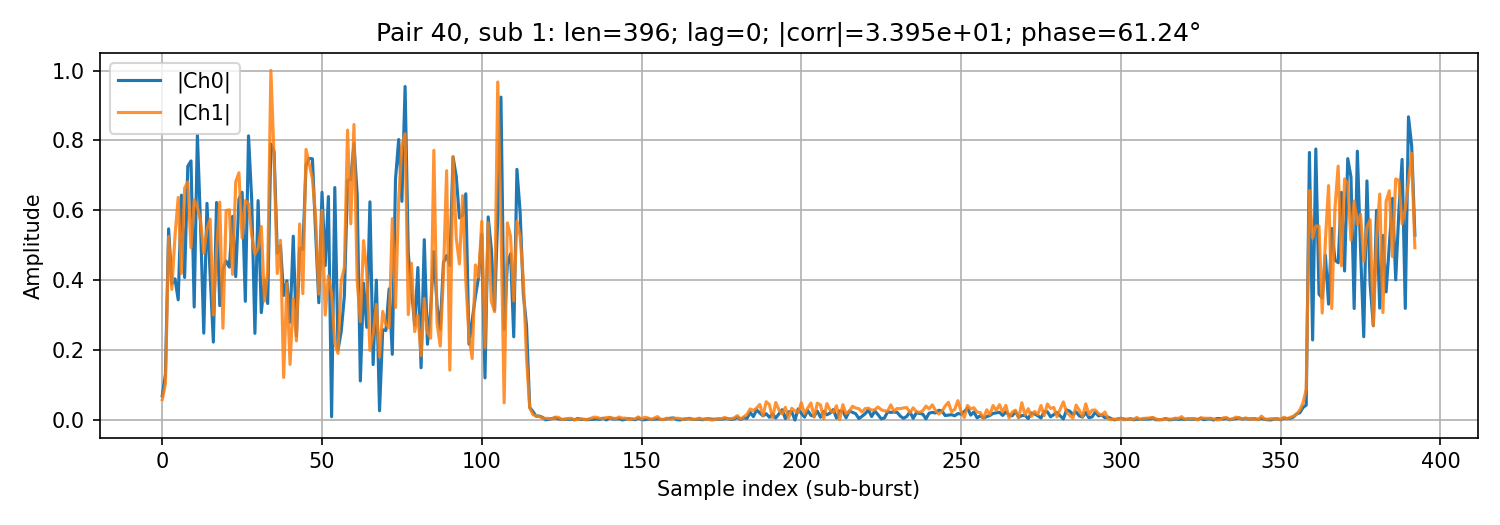 Pair 40, sub 1: len=396; lag=0; |corr|=3.395e+01; phase=61.24°
|Ch0|
|Ch1|
Amplitude
1.0
0.8
0.6
0.4
0.2
0.0
0 50 100 150 200 250 300 350 400
Sample index (sub-burst)